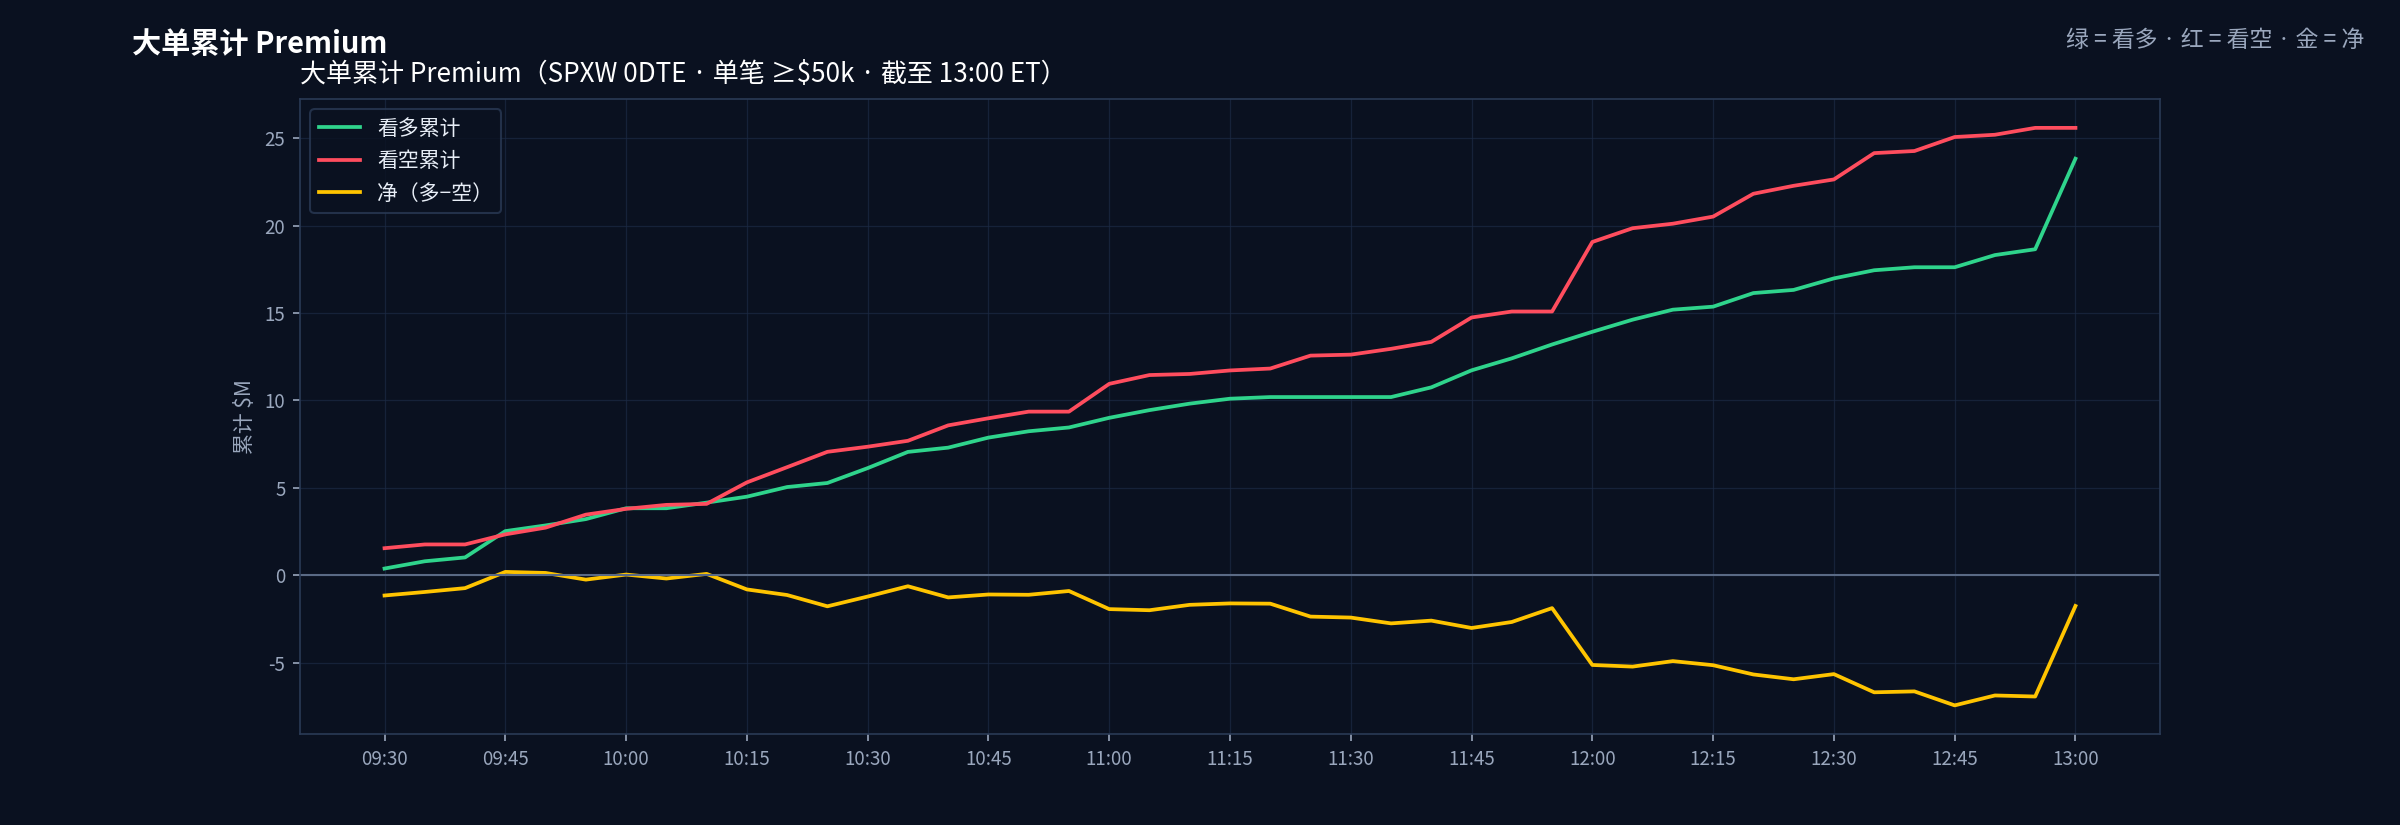 大单累计 Premium
绿 = 看多 · 红 = 看空 · 金 = 净
大单累计 Premium（SPXW 0DTE · 单笔 ≥$50k · 截至 13:00 ET）
看多累计
看空累计
净（多−空）
累计 $M
25
20
15
10
5
0
-5
09:30 09:45 10:00 10:15 10:30 10:45 11:00 11:15 11:30 11:45 12:00 12:15 12:30 12:45 13:00